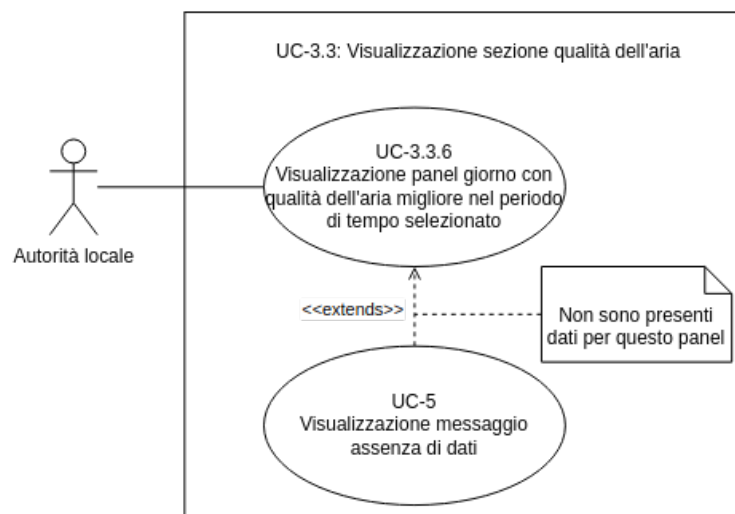 UC-3.3: Visualizzazione sezione qualità dell'aria
UC-3.3.6
Visualizzazione panel giorno con
qualità dell'aria migliore nel periodo
di tempo selezionato
Autorità locale
<<extends>>
Non sono presenti
dati per questo panel
UC-5
Visualizzazione messaggio
assenza di dati